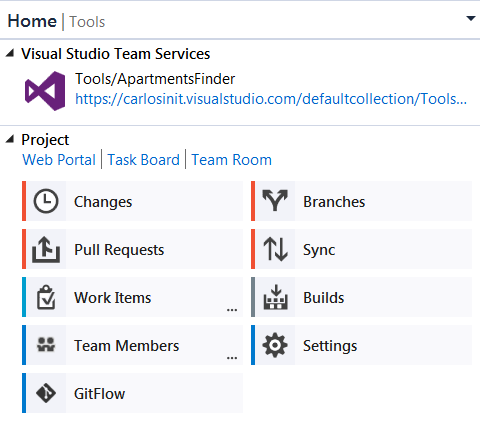 Home | Tools
Visual Studio Team Services
Tools/ApartmentsFinder
https://carlosinit.visualstudio.com/defaultcollection/Tools...
Project
Web Portal | Task Board | Team Room
Changes
Branches
Pull Requests
Sync
Work Items
...
Builds
Team Members
...
Settings
GitFlow